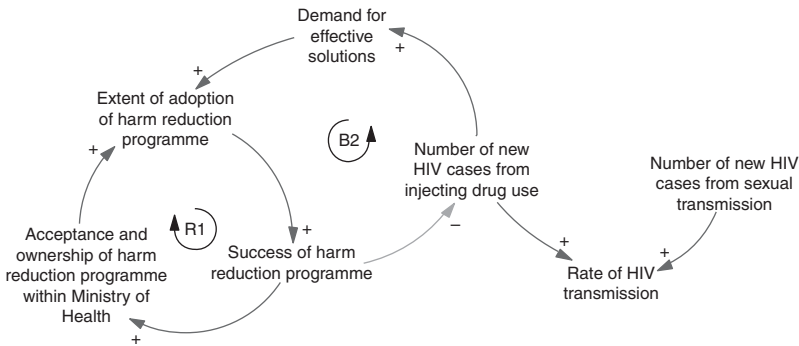 Demand for
effective
solutions
+
+
Extent of adoption
of harm reduction
programme
B2
+
Number of new
HIV cases from
injecting drug use
Number of new HIV
cases from sexual
transmission
R1
+
–
Acceptance and
ownership of harm
reduction programme
within Ministry of
Health
Success of harm
reduction programme
+
+
Rate of HIV
transmission
+